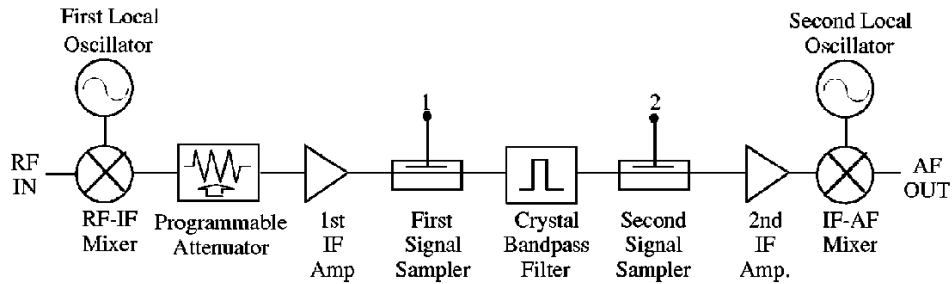 First Local
Oscillator
Second Local
Oscillator
1
2
RF
IN
AF
OUT
RF-IF
Mixer
Programmable
Attenuator
1st
IF
Amp
First
Signal
Sampler
Crystal
Bandpass
Filter
Second
Signal
Sampler
2nd
IF
Amp.
IF-AF
Mixer